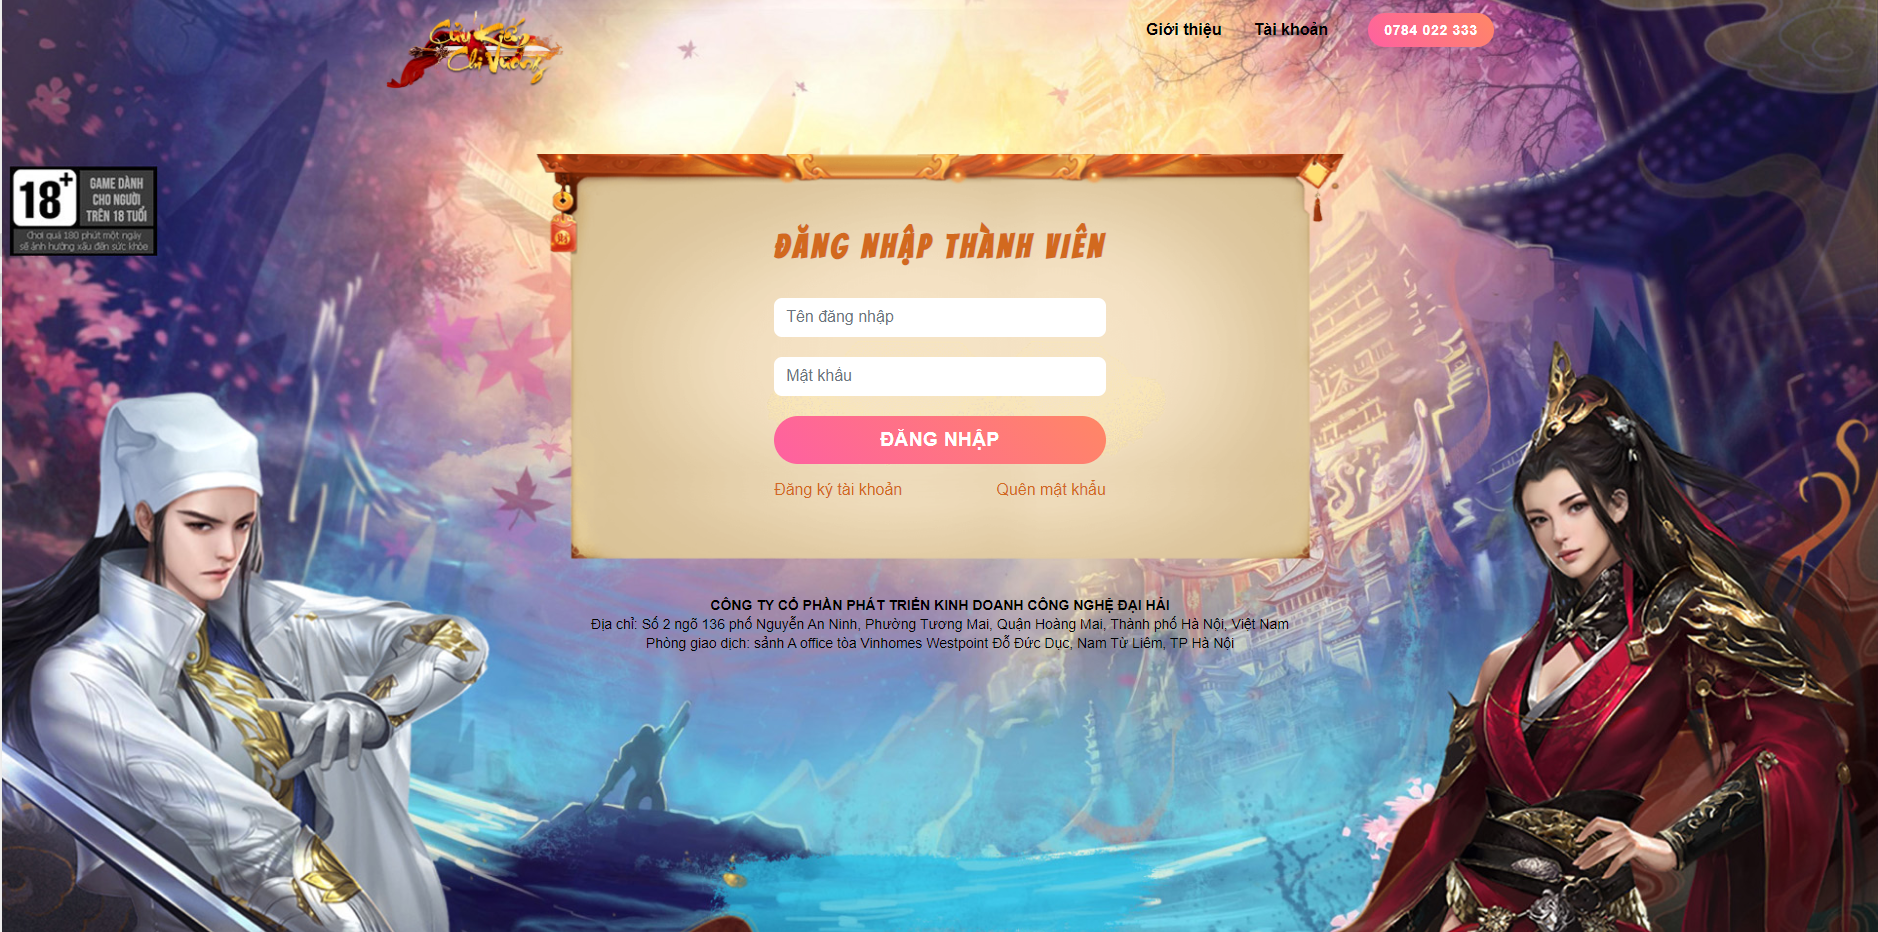 Cửu Kiếm
Chi Vương
Giới thiệu
Tài khoản
0784 022 333
18+
GAME DÀNH
CHO NGƯỜI
TRÊN 18 TUỔI
Chơi quá 180 phút một ngày
sẽ ảnh hưởng xấu đến sức khỏe
ĐĂNG NHẬP THÀNH VIÊN
Tên đăng nhập
Mật khẩu
ĐĂNG NHẬP
Đăng ký tài khoản
Quên mật khẩu
CÔNG TY CỔ PHẦN PHÁT TRIỂN KINH DOANH CÔNG NGHỆ ĐẠI HẢI
Địa chỉ: Số 2 ngõ 136 phố Nguyễn An Ninh, Phường Tương Mai, Quận Hoàng Mai, Thành phố Hà Nội, Việt Nam
Phòng giao dịch: sảnh A office tòa Vinhomes Westpoint Đỗ Đức Dục, Nam Từ Liêm, TP Hà Nội